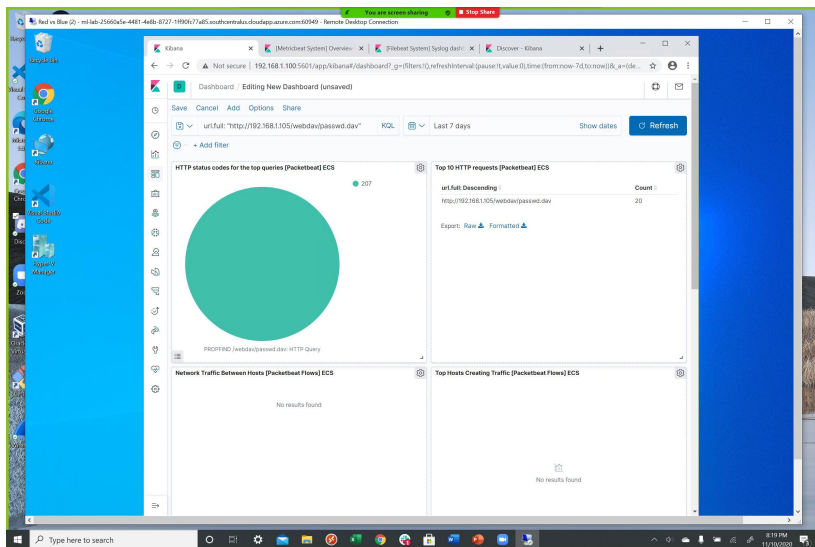 You are screen sharing
Stop Share
Red vs Blue (2) - ml-lab-25660a5e-4481-4e8b-8727-1ff90fc77a85.southcentralus.cloudapp.azure.com:60949 - Remote Desktop Connection
Kibana
[Metricbeat System] Overview
[Filebeat System] Syslog dashb
Discover - Kibana
Not secure
192.168.1.100:5601/app/kibana#/dashboard?_g=(filters:!(),refreshInterval:(pause:!t,value:0),time:(from:now-7d,to:now))&_a=(de...
D
Dashboard / Editing New Dashboard (unsaved)
Save Cancel Add Options Share
url.full: "http://192.168.1.105/webdav/passwd.dav"
KQL
Last 7 days
Show dates
Refresh
+ Add filter
HTTP status codes for the top queries [Packetbeat] ECS
207
PROPFIND /webdav/passwd.dav: HTTP Query
Top 10 HTTP requests [Packetbeat] ECS
url.full: Descending
Count
http://192.168.1.105/webdav/passwd.dav
20
Export: Raw Formatted
Network Traffic Between Hosts [Packetbeat Flows] ECS
No results found
Top Hosts Creating Traffic [Packetbeat Flows] ECS
No results found
Recycle Bin
Google
Chrome
Kibana
Visual Studio
Code
Hyper-V
Manager
Type here to search
8:19 PM
11/10/2020